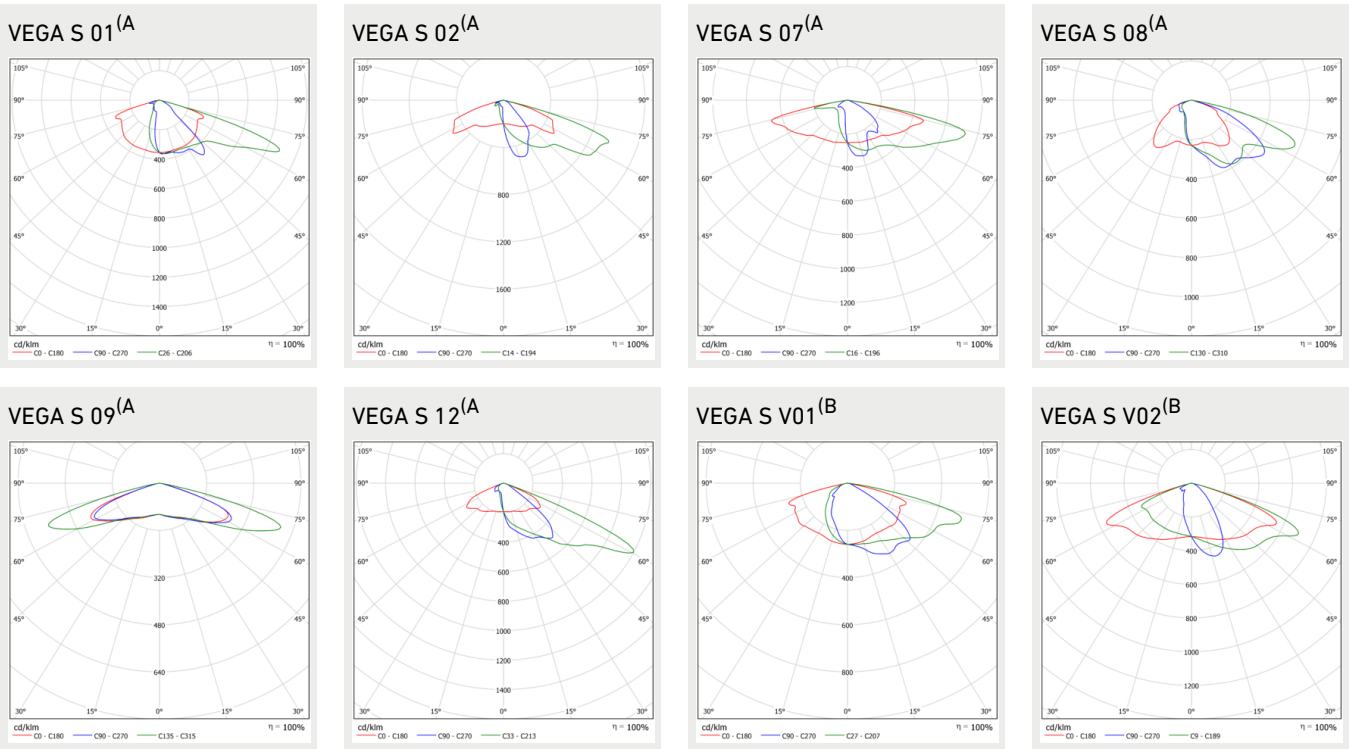 VEGA S 01(A
105° 105°
90° 90°
75° 75°
60° 60°
45° 45°
400
600
800
1000
1200
1400
30° 15° 0° 15° 30°
cd/klm η = 100%
C0 - C180 C90 - C270 C26 - C206
VEGA S 02(A
105° 105°
90° 90°
75° 75°
60° 60°
45° 45°
800
1200
1600
30° 15° 0° 15° 30°
cd/klm η = 100%
C0 - C180 C90 - C270 C14 - C194
VEGA S 07(A
105° 105°
90° 90°
75° 75°
60° 60°
45° 45°
400
600
800
1000
1200
30° 15° 0° 15° 30°
cd/klm η = 100%
C0 - C180 C90 - C270 C16 - C196
VEGA S 08(A
105° 105°
90° 90°
75° 75°
60° 60°
45° 45°
400
600
800
1000
30° 15° 0° 15° 30°
cd/klm η = 100%
C0 - C180 C90 - C270 C130 - C310
VEGA S 09(A
105° 105°
90° 90°
75° 75°
60° 60°
45° 45°
320
480
640
30° 15° 0° 15° 30°
cd/klm η = 100%
C0 - C180 C90 - C270 C135 - C315
VEGA S 12(A
105° 105°
90° 90°
75° 75°
60° 60°
45° 45°
400
600
800
1000
1200
1400
30° 15° 0° 15° 30°
cd/klm η = 100%
C0 - C180 C90 - C270 C33 - C213
VEGA S V01(B
105° 105°
90° 90°
75° 75°
60° 60°
45° 45°
400
600
800
30° 15° 0° 15° 30°
cd/klm η = 100%
C0 - C180 C90 - C270 C27 - C207
VEGA S V02(B
105° 105°
90° 90°
75° 75°
60° 60°
45° 45°
400
600
800
1000
1200
30° 15° 0° 15° 30°
cd/klm η = 100%
C0 - C180 C90 - C270 C9 - C189